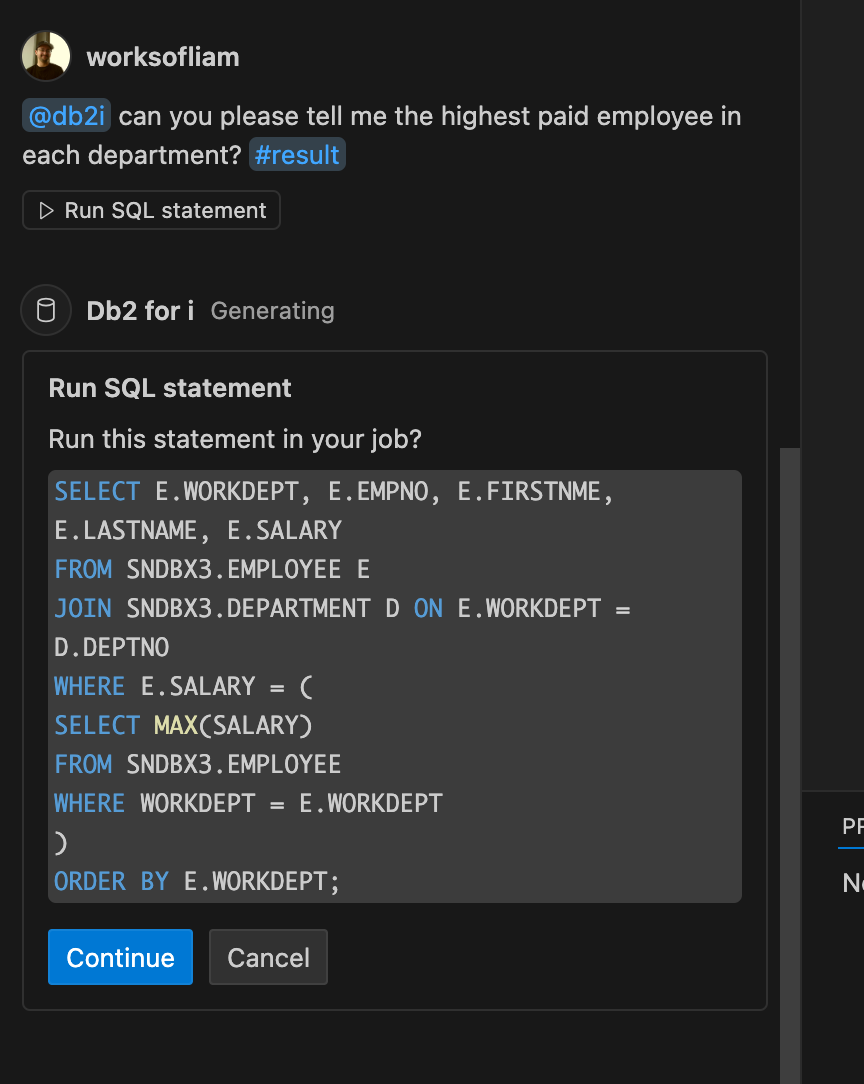 worksofliam
@db2i can you please tell me the highest paid employee in
each department? #result
Run SQL statement
Db2 for i Generating
Run SQL statement
Run this statement in your job?
SELECT E.WORKDEPT, E.EMPNO, E.FIRSTNME,
E.LASTNAME, E.SALARY
FROM SNDBX3.EMPLOYEE E
JOIN SNDBX3.DEPARTMENT D ON E.WORKDEPT =
D.DEPTNO
WHERE E.SALARY = (
SELECT MAX(SALARY)
FROM SNDBX3.EMPLOYEE
WHERE WORKDEPT = E.WORKDEPT
)
ORDER BY E.WORKDEPT;
Continue Cancel